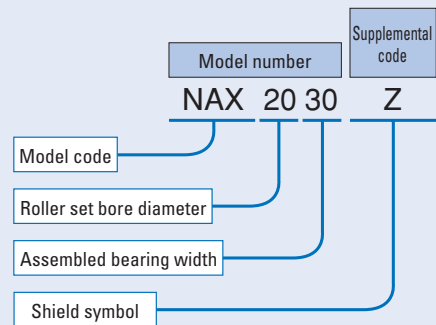 Supplemental
code
Model number
NAX 20 30 Z
Model code
Roller set bore diameter
Assembled bearing width
Shield symbol